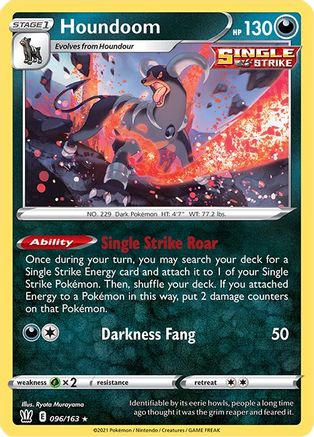 STAGE 1
Houndoom
HP 130
Evolves from Houndour
SINGLE
STRIKE
NO. 229 Dark Pokémon HT: 4'7" WT: 77.2 lbs.
Ability Single Strike Roar
Once during your turn, you may search your deck for a
Single Strike Energy card and attach it to 1 of your Single
Strike Pokémon. Then, shuffle your deck. If you attached
Energy to a Pokémon in this way, put 2 damage counters
on that Pokémon.
Darkness Fang 50
weakness ×2 resistance retreat
Illus. Ryota Murayama
E 096/163 ★
Identifiable by its eerie howls, people a long time
ago thought it was the grim reaper and feared it.
©2021 Pokémon / Nintendo / Creatures / GAME FREAK